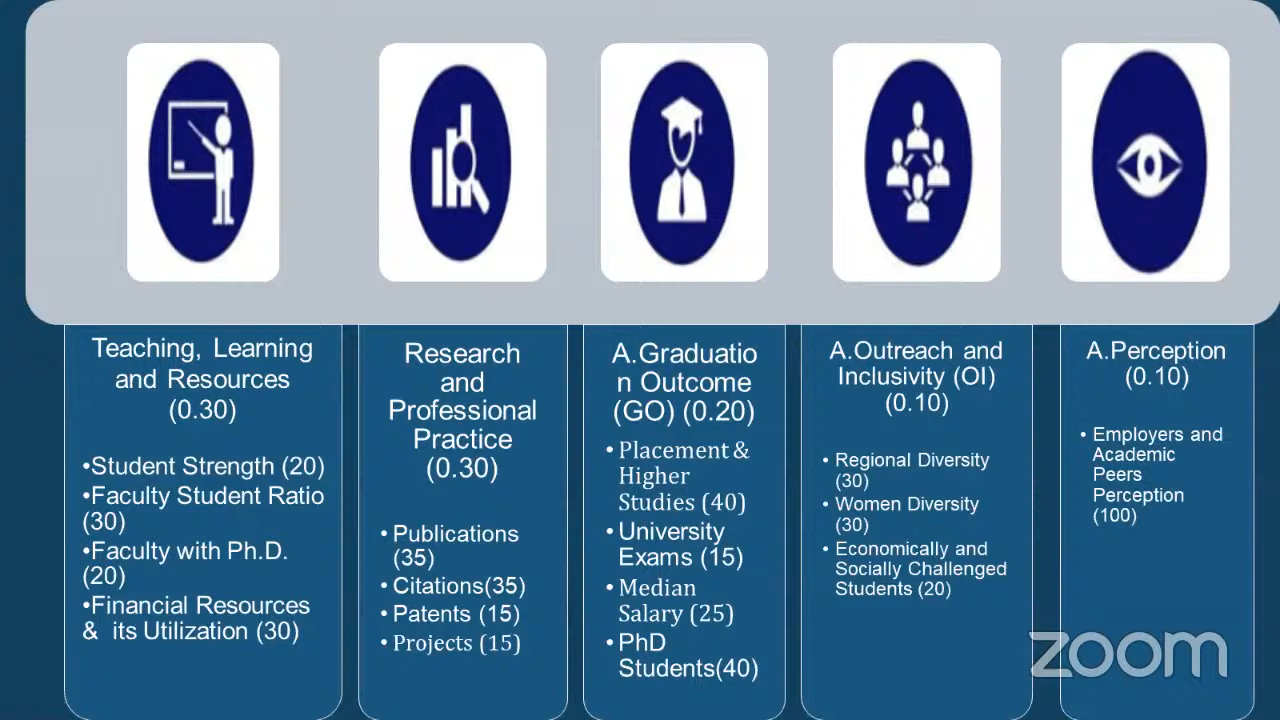 Teaching, Learning
and Resources
(0.30)
•Student Strength (20)
•Faculty Student Ratio
(30)
•Faculty with Ph.D.
(20)
•Financial Resources
& its Utilization (30)
Research
and
Professional
Practice
(0.30)
• Publications
(35)
• Citations(35)
• Patents (15)
• Projects (15)
A.Graduatio
n Outcome
(GO) (0.20)
• Placement &
Higher
Studies (40)
• University
Exams (15)
• Median
Salary (25)
• PhD
Students(40)
A.Outreach and
Inclusivity (OI)
(0.10)
• Regional Diversity
(30)
• Women Diversity
(30)
• Economically and
Socially Challenged
Students (20)
A.Perception
(0.10)
• Employers and
Academic
Peers
Perception
(100)
zoom